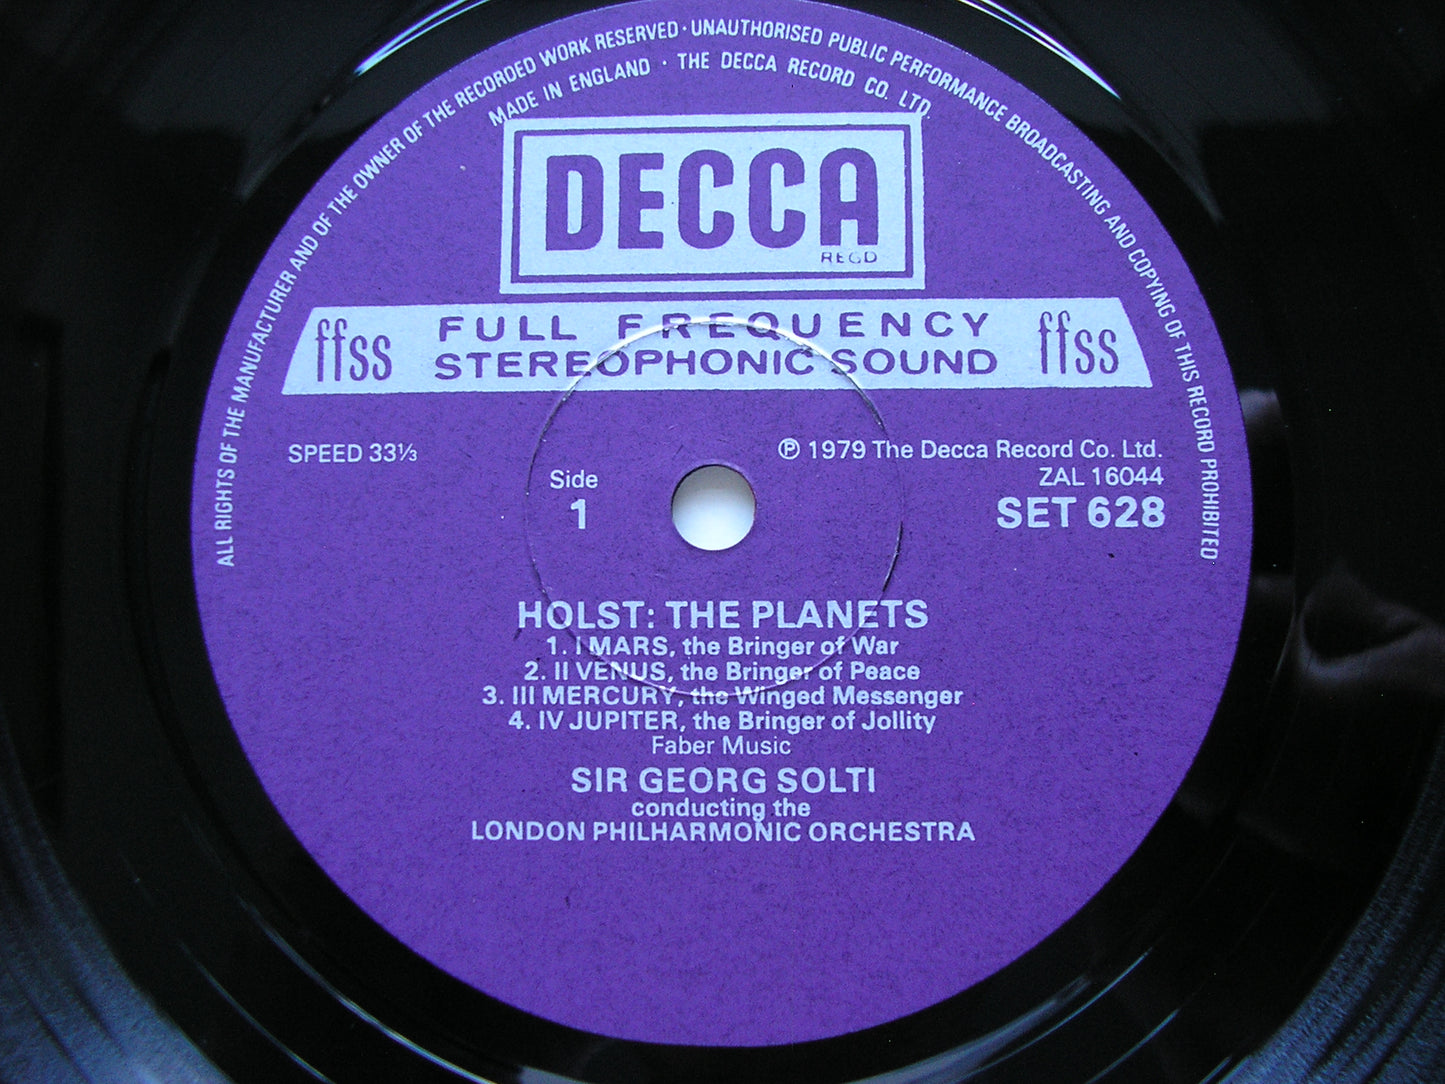 ALL RIGHTS OF THE MANUFACTURER AND OF THE OWNER OF THE RECORDED WORK RESERVED · UNAUTHORISED PUBLIC PERFORMANCE BROADCASTING AND COPYING OF THIS RECORD PROHIBITED
MADE IN ENGLAND · THE DECCA RECORD CO. LTD.
DECCA
REGD
ffss FULL FREQUENCY STEREOPHONIC SOUND ffss
SPEED 33⅓
℗ 1979 The Decca Record Co. Ltd.
ZAL 16044
SET 628
Side
1
HOLST: THE PLANETS
1. I MARS, the Bringer of War
2. II VENUS, the Bringer of Peace
3. III MERCURY, the Winged Messenger
4. IV JUPITER, the Bringer of Jollity
Faber Music
SIR GEORG SOLTI
conducting the
LONDON PHILHARMONIC ORCHESTRA